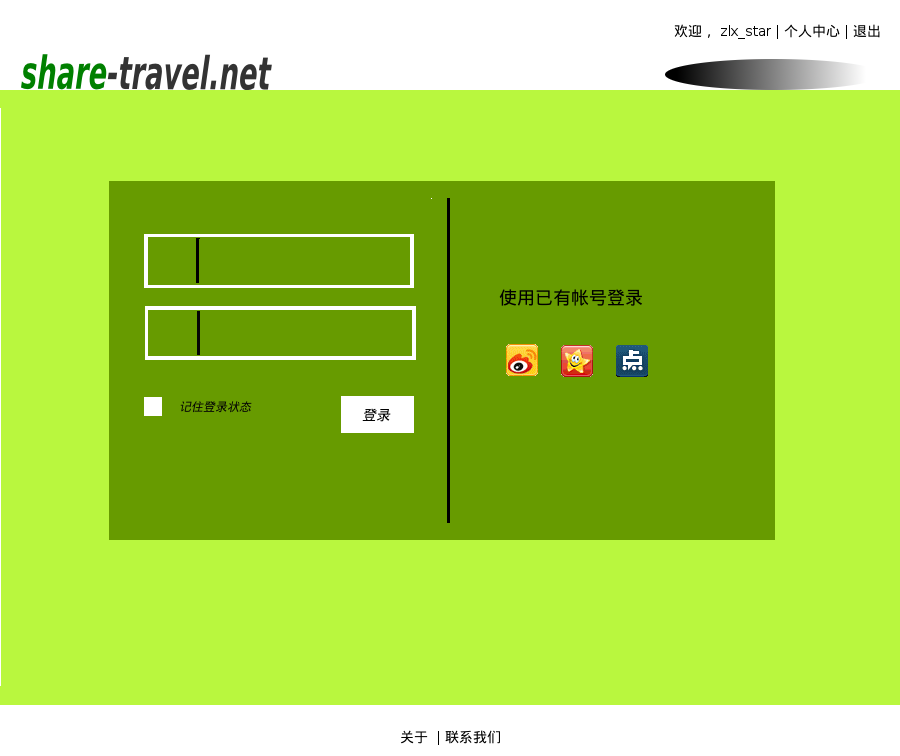 欢迎 ，zlx_star | 个人中心 | 退出
share-travel.net
使用已有帐号登录
点
记住登录状态
登录
关于 | 联系我们